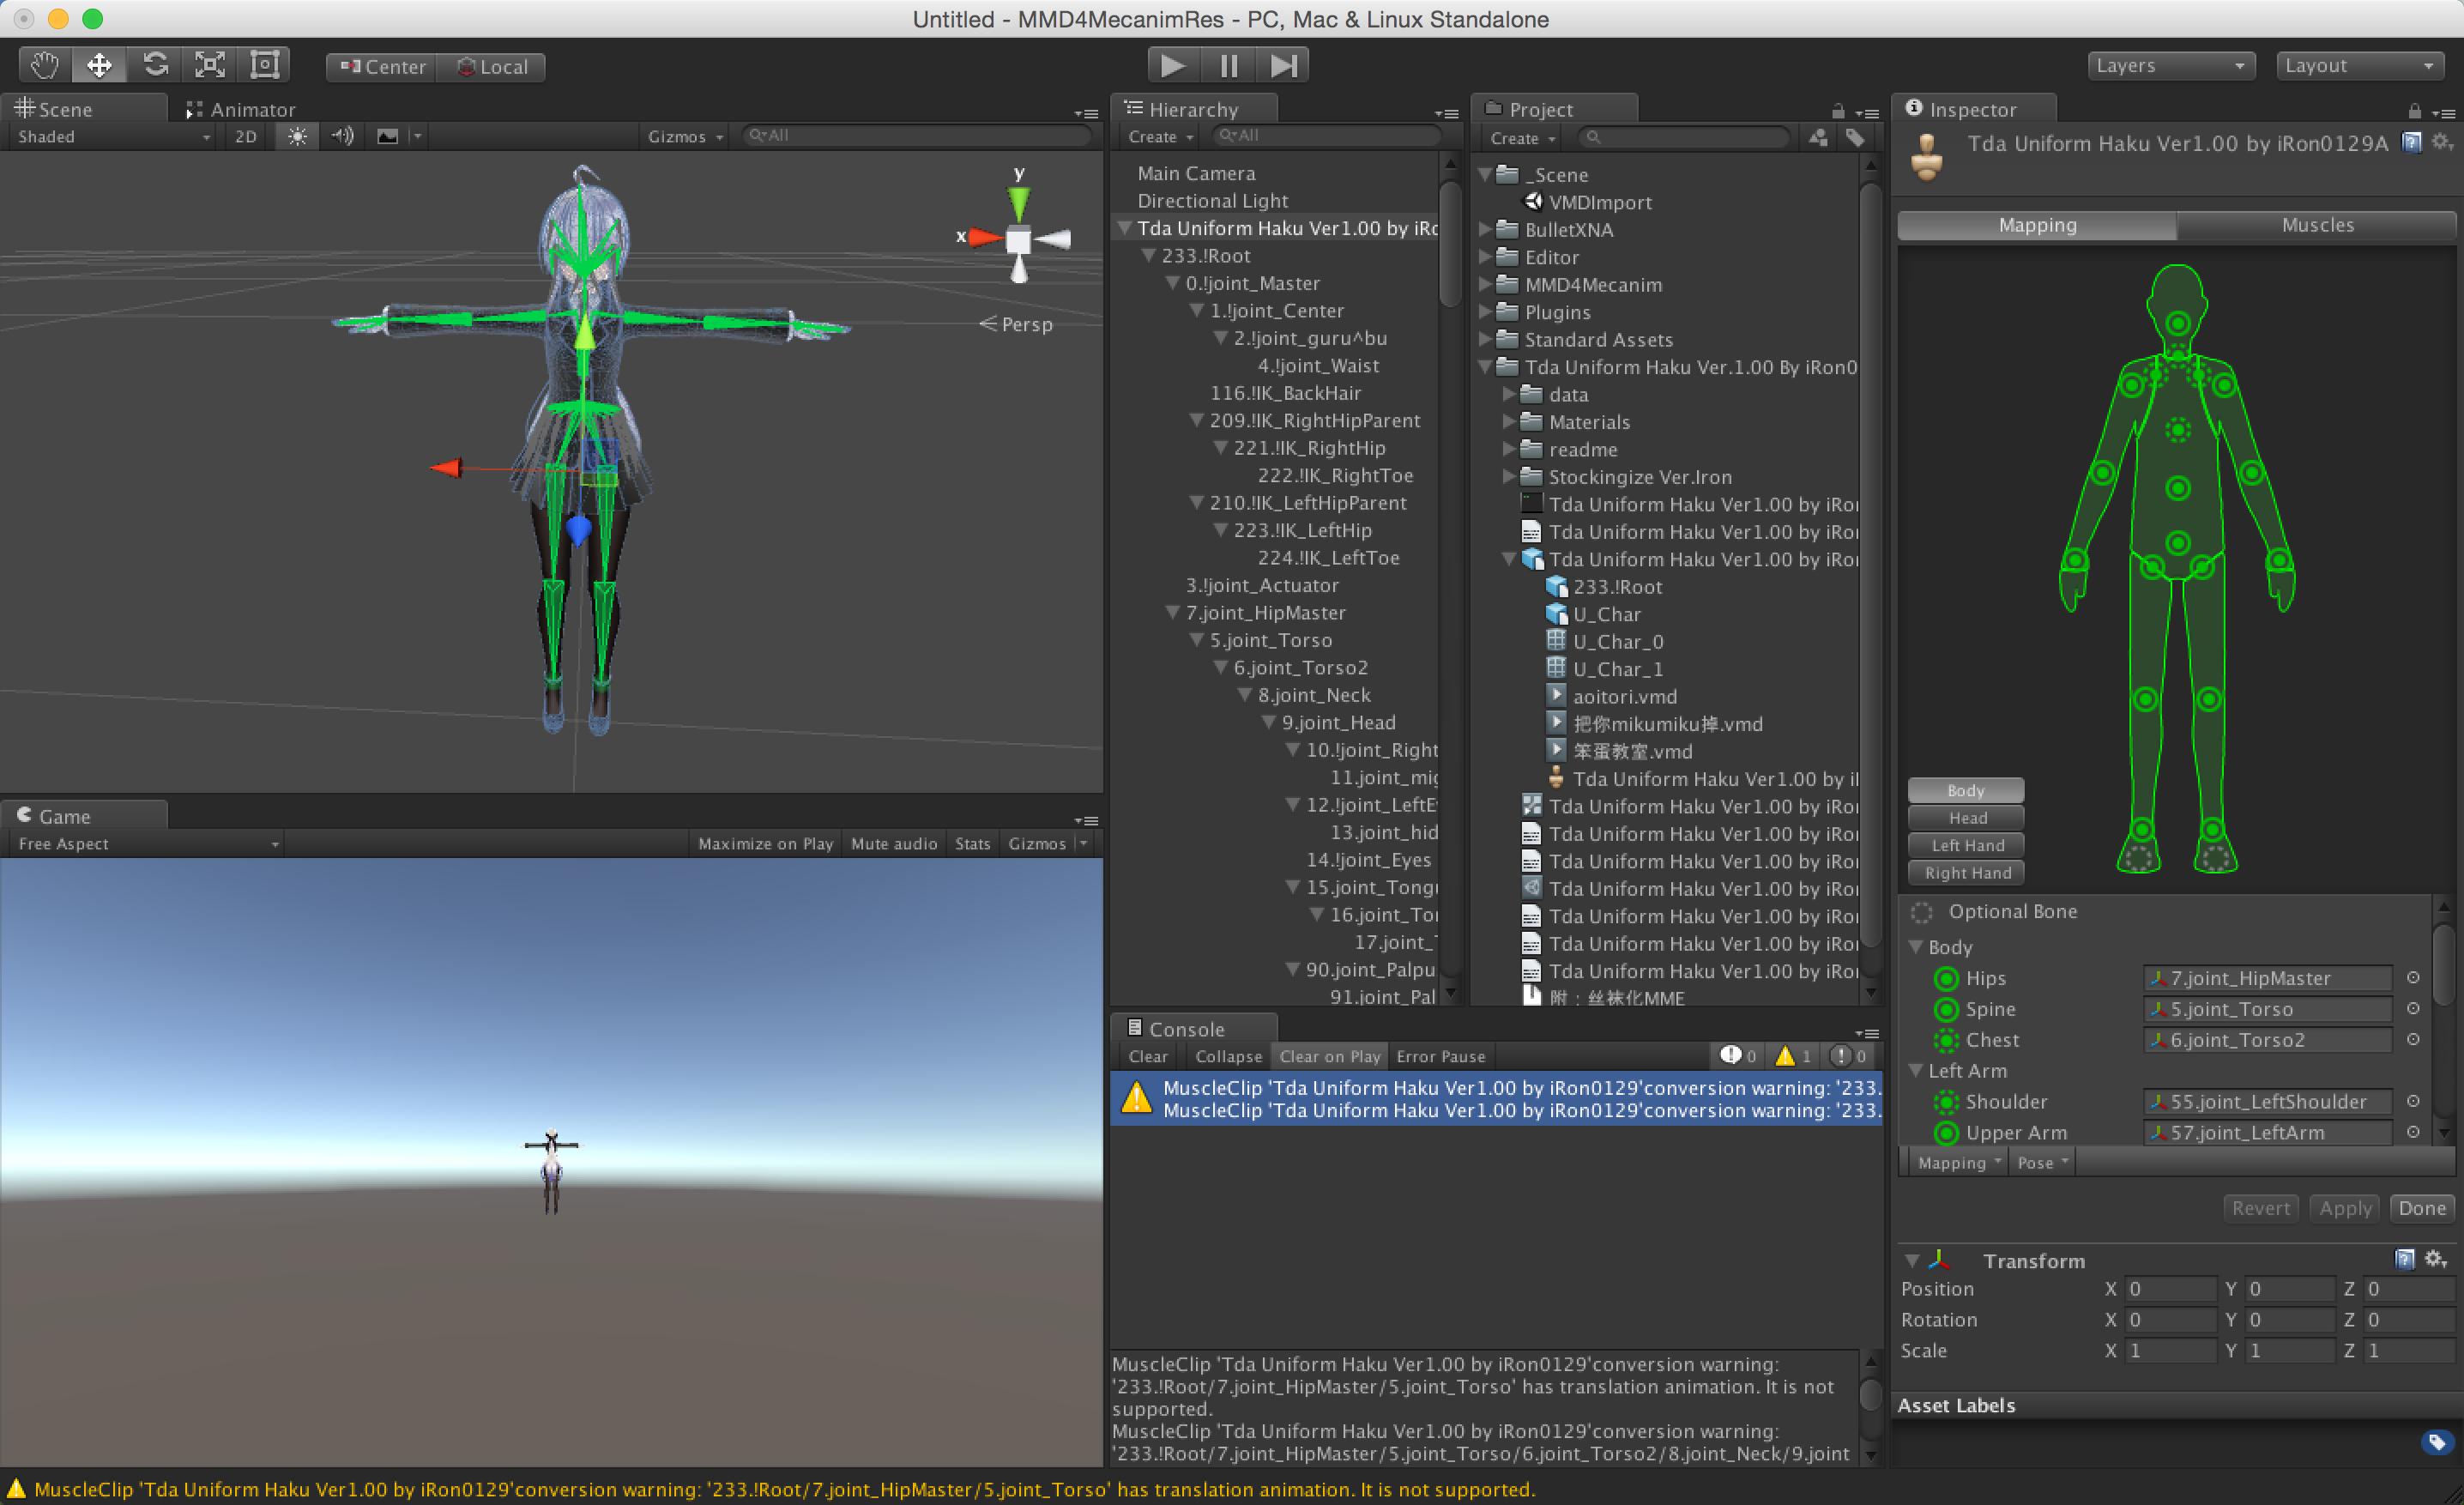 Untitled - MMD4MecanimRes - PC, Mac & Linux Standalone
Center
Local
Layers
Layout
Scene
Animator
Shaded
2D
Gizmos
All
y
x
Persp
Game
Free Aspect
Maximize on Play
Mute audio
Stats
Gizmos
Hierarchy
Create
All
Main Camera
Directional Light
Tda Uniform Haku Ver1.00 by iRo
233.!Root
0.!joint_Master
1.!joint_Center
2.!joint_guru^bu
4.!joint_Waist
116.!IK_BackHair
209.!IK_RightHipParent
221.!IK_RightHip
222.!IK_RightToe
210.!IK_LeftHipParent
223.!IK_LeftHip
224.!IK_LeftToe
3.!joint_Actuator
7.joint_HipMaster
5.joint_Torso
6.joint_Torso2
8.joint_Neck
9.joint_Head
10.!joint_Right
11.joint_mig
12.!joint_LeftE
13.joint_hid
14.!joint_Eyes
15.joint_Tongu
16.joint_Tor
17.joint_
90.joint_Palpu
91.joint_Pal
Project
Create
_Scene
VMDImport
BulletXNA
Editor
MMD4Mecanim
Plugins
Standard Assets
Tda Uniform Haku Ver.1.00 By iRon0
data
Materials
readme
Stockingize Ver.Iron
Tda Uniform Haku Ver1.00 by iRor
Tda Uniform Haku Ver1.00 by iRor
Tda Uniform Haku Ver1.00 by iRor
233.!Root
U_Char
U_Char_0
U_Char_1
aoitori.vmd
把你mikumiku掉.vmd
笨蛋教室.vmd
Tda Uniform Haku Ver1.00 by il
Tda Uniform Haku Ver1.00 by iRor
Tda Uniform Haku Ver1.00 by iRor
Tda Uniform Haku Ver1.00 by iRor
Tda Uniform Haku Ver1.00 by iRor
Tda Uniform Haku Ver1.00 by iRor
Tda Uniform Haku Ver1.00 by iRor
Tda Uniform Haku Ver1.00 by iRor
附：丝袜化MME
Console
Clear
Collapse
Clear on Play
Error Pause
0
1
0
MuscleClip 'Tda Uniform Haku Ver1.00 by iRon0129'conversion warning: '233.
MuscleClip 'Tda Uniform Haku Ver1.00 by iRon0129'conversion warning: '233.
MuscleClip 'Tda Uniform Haku Ver1.00 by iRon0129'conversion warning:
'233.!Root/7.joint_HipMaster/5.joint_Torso' has translation animation. It is not
supported.
MuscleClip 'Tda Uniform Haku Ver1.00 by iRon0129'conversion warning:
'233.!Root/7.joint_HipMaster/5.joint_Torso/6.joint_Torso2/8.joint_Neck/9.joint
Inspector
Tda Uniform Haku Ver1.00 by iRon0129A
Mapping
Muscles
Body
Head
Left Hand
Right Hand
Optional Bone
Body
Hips
7.joint_HipMaster
Spine
5.joint_Torso
Chest
6.joint_Torso2
Left Arm
Shoulder
55.joint_LeftShoulder
Upper Arm
57.joint_LeftArm
Mapping
Pose
Revert
Apply
Done
Transform
Position X 0 Y 0 Z 0
Rotation X 0 Y 0 Z 0
Scale X 1 Y 1 Z 1
Asset Labels
MuscleClip 'Tda Uniform Haku Ver1.00 by iRon0129'conversion warning: '233.!Root/7.joint_HipMaster/5.joint_Torso' has translation animation. It is not supported.